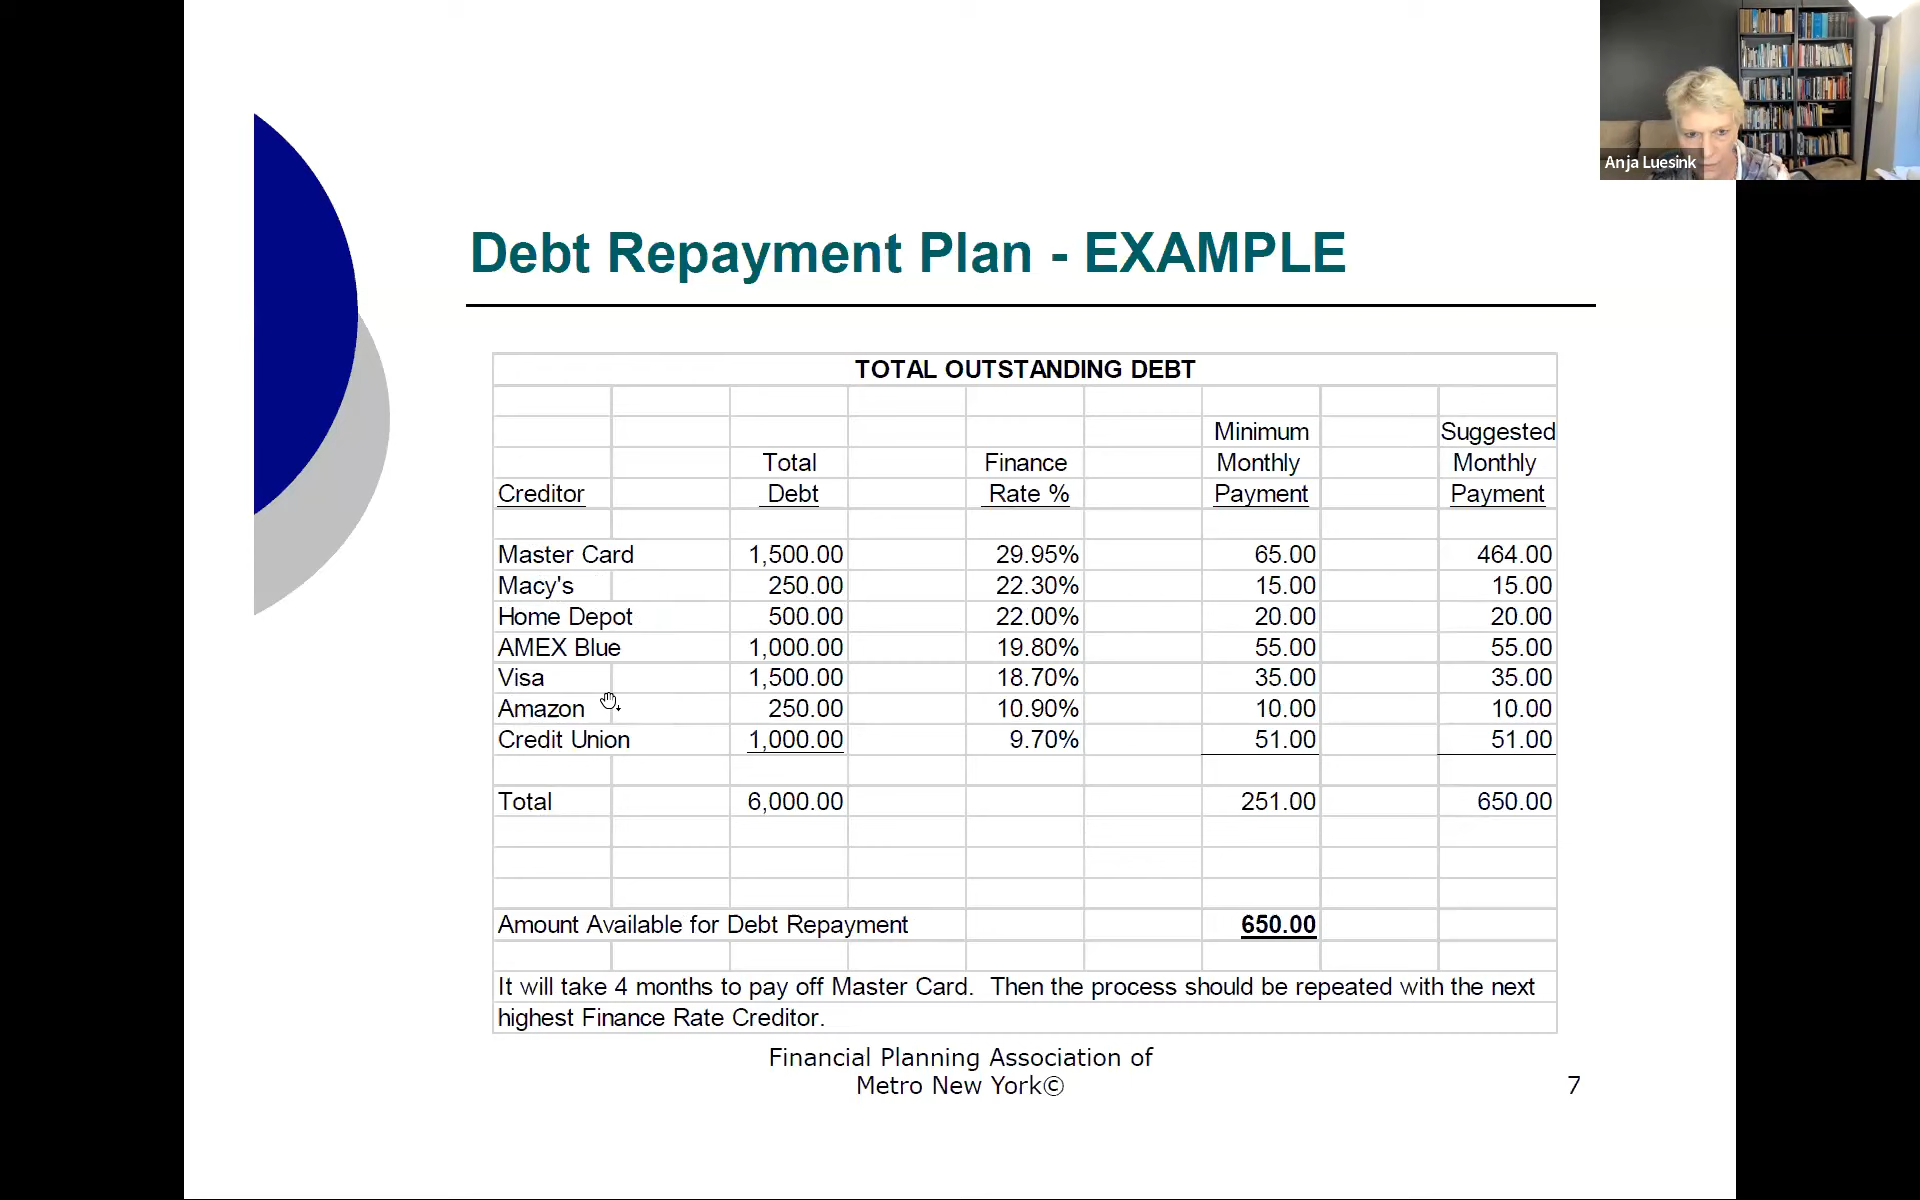 Anja Luesink
Debt Repayment Plan - EXAMPLE
TOTAL OUTSTANDING DEBT
Minimum Suggested
Total Finance Monthly Monthly
Creditor Debt Rate % Payment Payment
Master Card 1,500.00 29.95% 65.00 464.00
Macy's 250.00 22.30% 15.00 15.00
Home Depot 500.00 22.00% 20.00 20.00
AMEX Blue 1,000.00 19.80% 55.00 55.00
Visa 1,500.00 18.70% 35.00 35.00
Amazon 250.00 10.90% 10.00 10.00
Credit Union 1,000.00 9.70% 51.00 51.00
Total 6,000.00 251.00 650.00
Amount Available for Debt Repayment 650.00
It will take 4 months to pay off Master Card. Then the process should be repeated with the next
highest Finance Rate Creditor.
Financial Planning Association of
Metro New York©
7